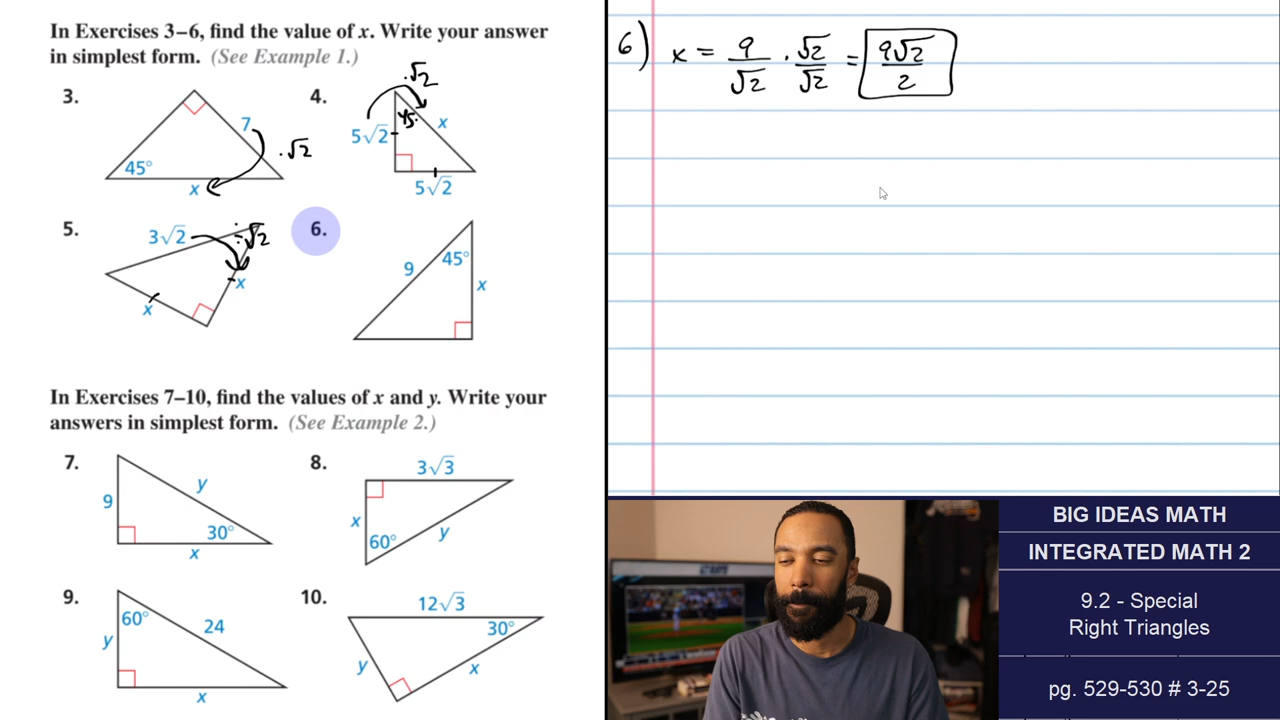 In Exercises 3–6, find the value of x. Write your answer
in simplest form. (See Example 1.)
3.
7
45°
x
· √2
4.
5√2
45
x
5√2
· √2
5.
3√2
÷ √2
x
x
6.
9
45°
x
In Exercises 7–10, find the values of x and y. Write your
answers in simplest form. (See Example 2.)
7.
9
y
30°
x
8.
3√3
x
60°
y
9.
60°
24
y
x
10.
12√3
30°
y
x
6) x = 9/√2 · √2/√2 = 9√2/2
BIG IDEAS MATH
INTEGRATED MATH 2
9.2 - Special
Right Triangles
pg. 529-530 # 3-25